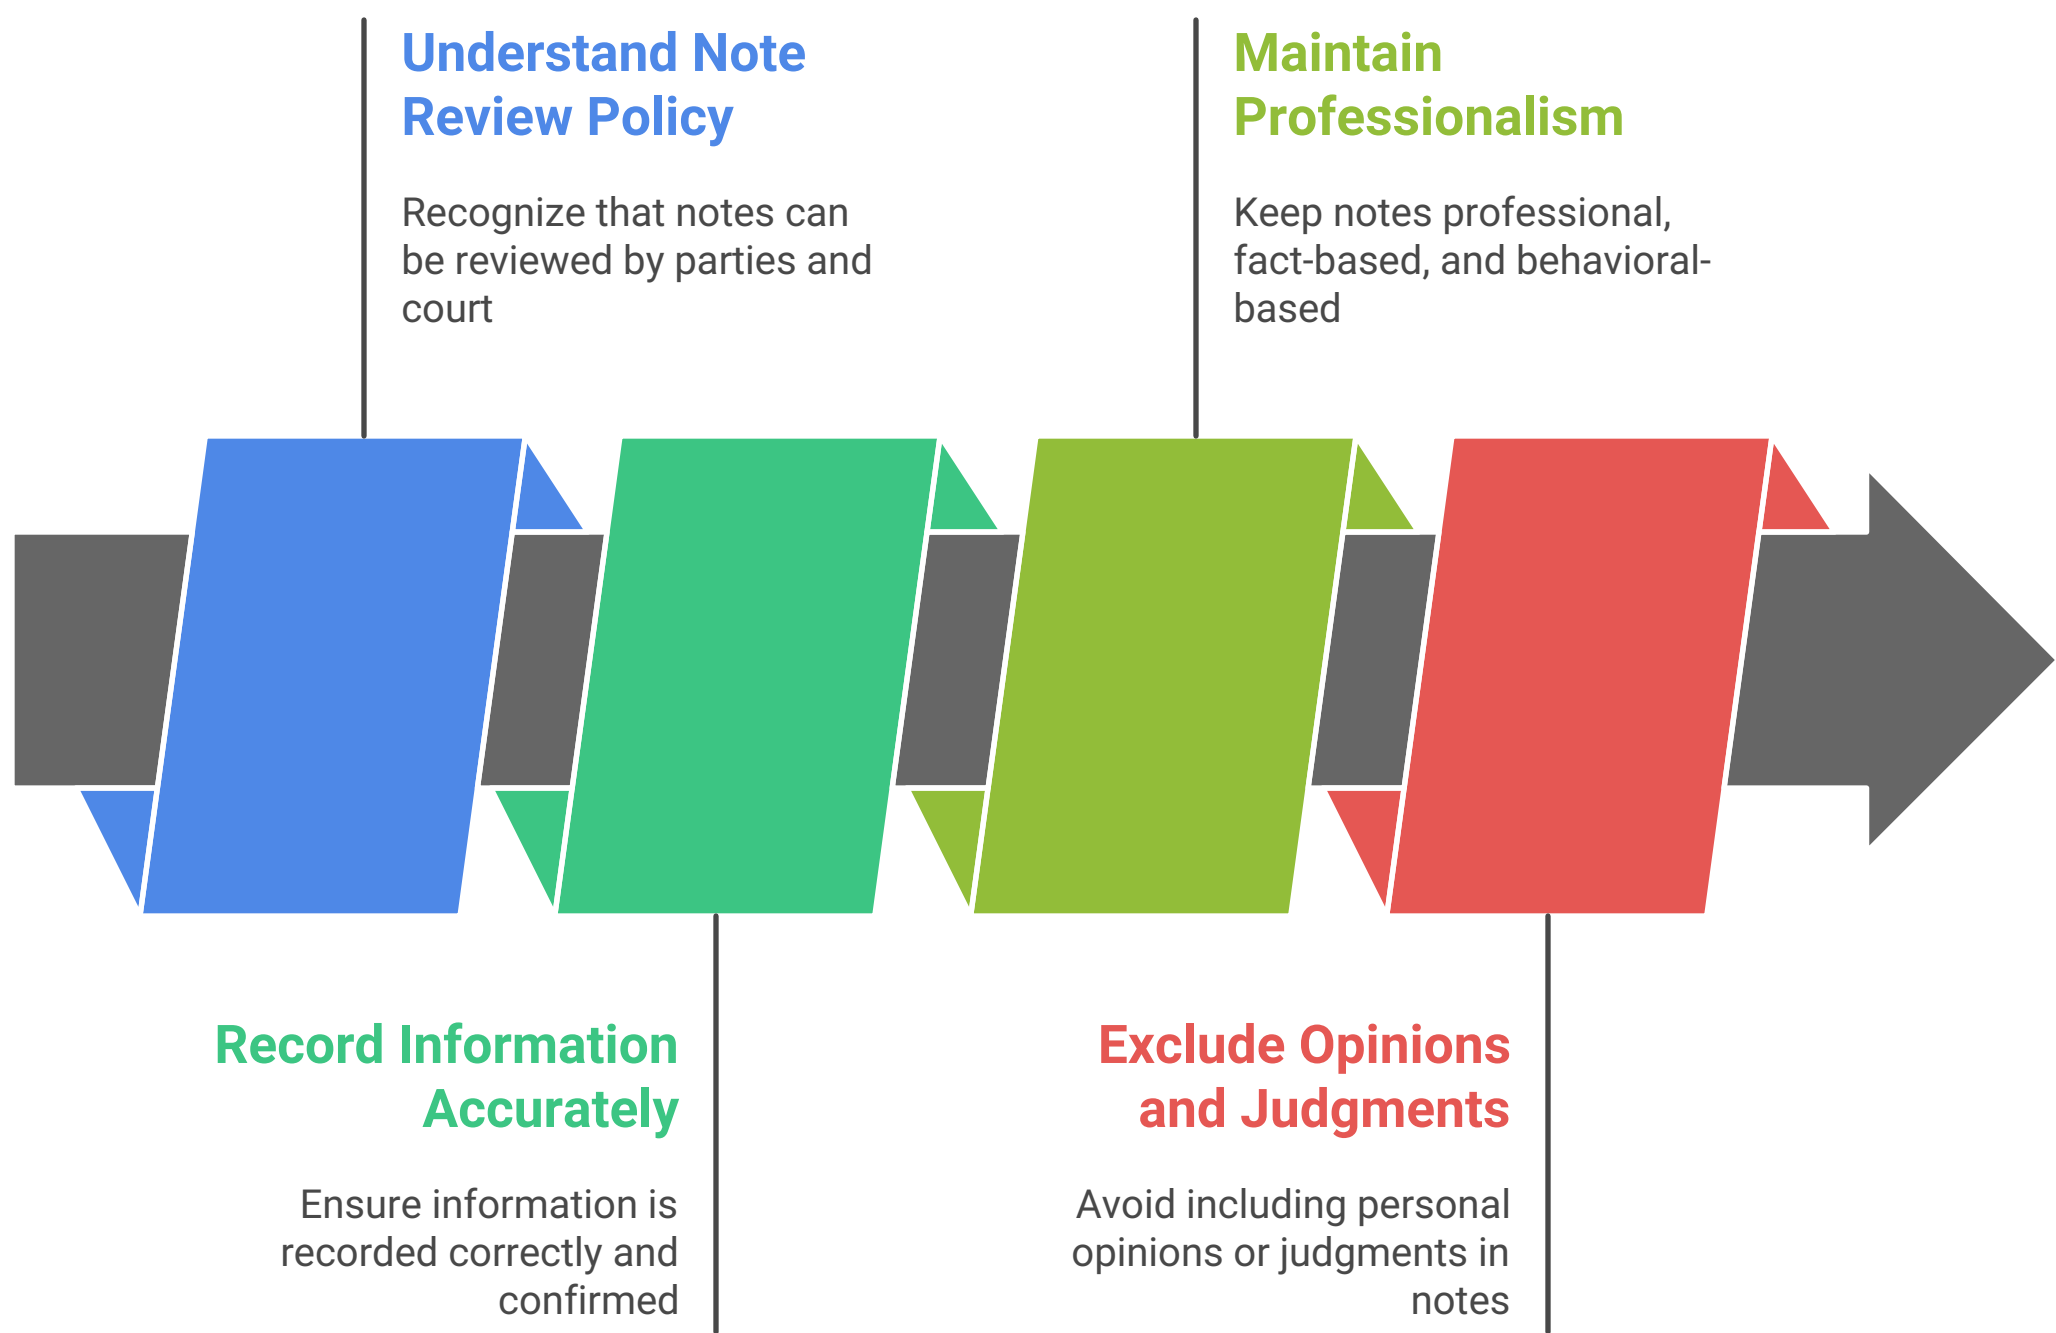 Understand Note
Review Policy
Recognize that notes can
be reviewed by parties and
court
Record Information
Accurately
Ensure information is
recorded correctly and
confirmed
Maintain
Professionalism
Keep notes professional,
fact-based, and behavioral-
based
Exclude Opinions
and Judgments
Avoid including personal
opinions or judgments in
notes